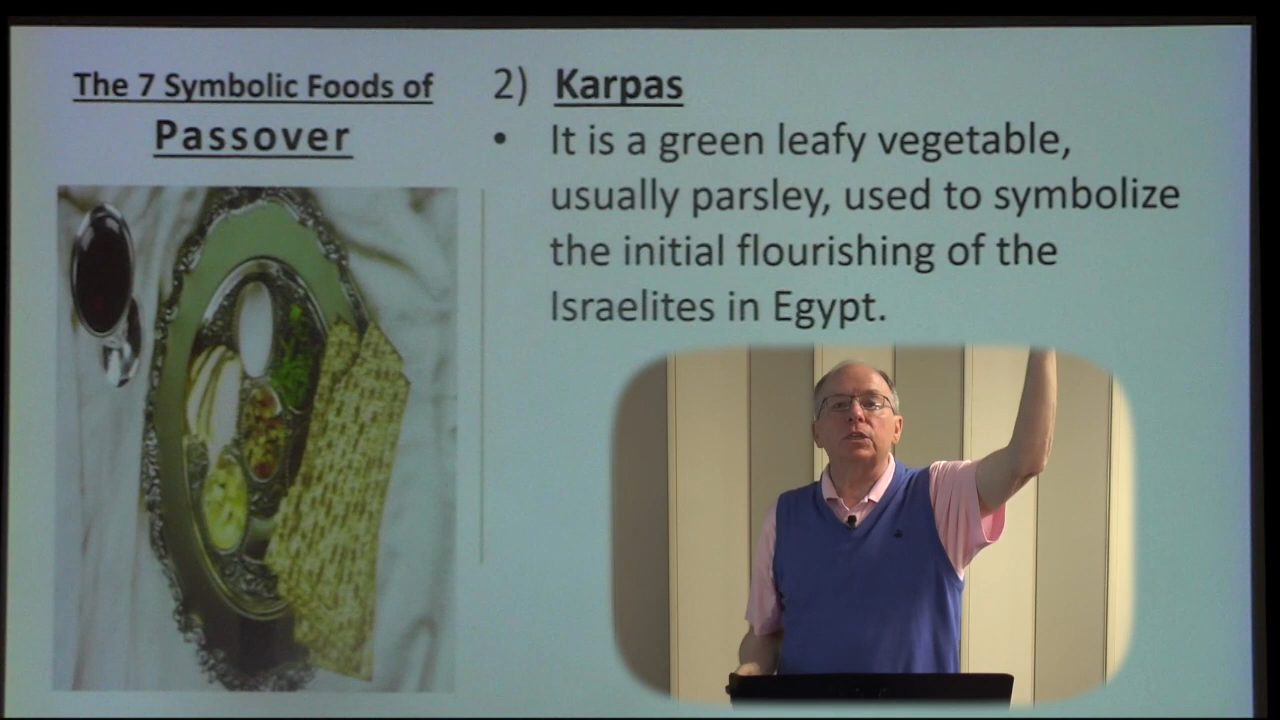 The 7 Symbolic Foods of
Passover
2) Karpas
• It is a green leafy vegetable,
usually parsley, used to symbolize
the initial flourishing of the
Israelites in Egypt.